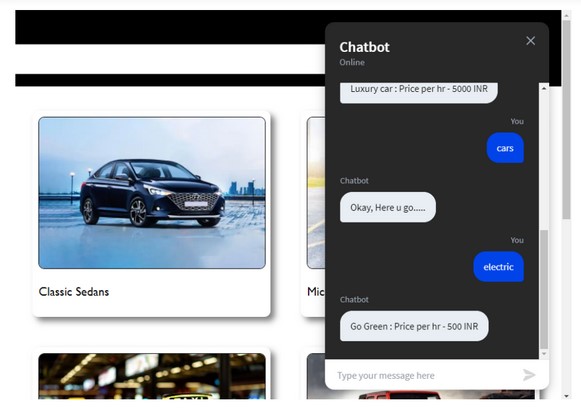 Chatbot
Online
Luxury car : Price per hr - 5000 INR
You
cars
Chatbot
Okay, Here u go.....
You
electric
Chatbot
Go Green : Price per hr - 500 INR
Type your message here
Classic Sedans
Mic